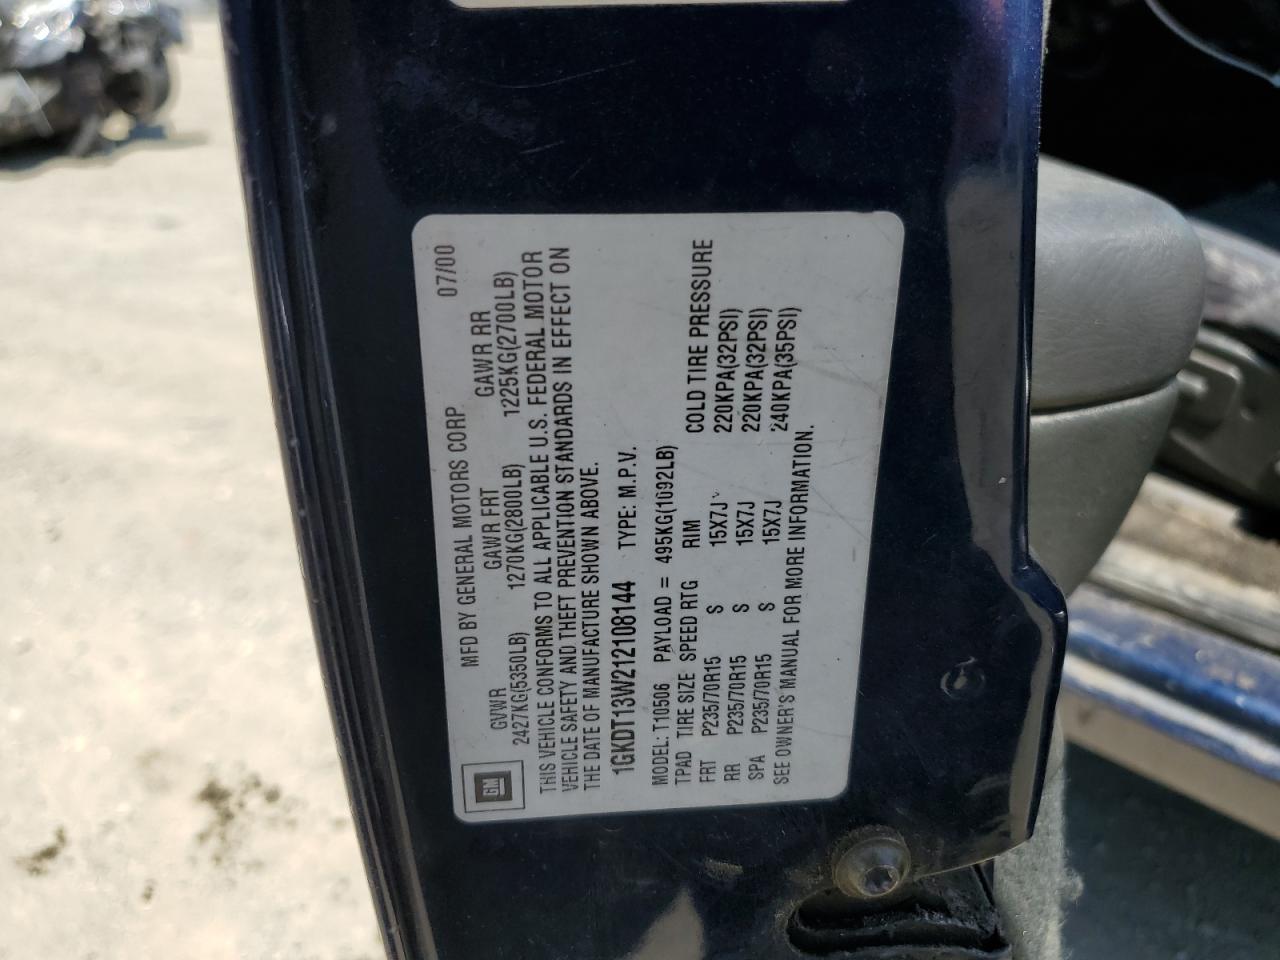 MFD BY GENERAL MOTORS CORP 07/00
GM
GVWR GAWR FRT GAWR RR
2427KG(5350LB) 1270KG(2800LB) 1225KG(2700LB)
THIS VEHICLE CONFORMS TO ALL APPLICABLE U.S. FEDERAL MOTOR
VEHICLE SAFETY AND THEFT PREVENTION STANDARDS IN EFFECT ON
THE DATE OF MANUFACTURE SHOWN ABOVE.
1GKDT13W212108144 TYPE: M.P.V.
MODEL: T10506 PAYLOAD = 495KG(1092LB)
TPAD TIRE SIZE SPEED RTG RIM COLD TIRE PRESSURE
FRT P235/70R15 S 15X7J 220KPA(32PSI)
RR P235/70R15 S 15X7J 220KPA(32PSI)
SPA P235/70R15 S 15X7J 240KPA(35PSI)
SEE OWNER'S MANUAL FOR MORE INFORMATION.